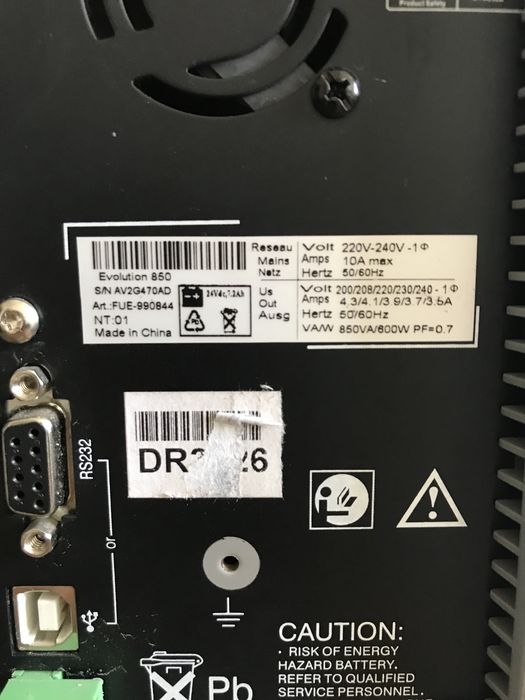 Product Safety
Evolution 850
S/N AV2G470AD
Art.:FUE-990844
NT:01
Made in China
24Vdc,7.2Ah
Reseau Volt 220V-240V -1Φ
Mains Amps 10A max
Netz Hertz 50/60Hz
Us Volt 200/208/220/230/240 - 1Φ
Out Amps 4.3/4.1/3.9/3.7/3.5A
Ausg Hertz 50/60Hz
VA/W 850VA/600W PF=0.7
RS232
or
CAUTION:
· RISK OF ENERGY
HAZARD BATTERY.
REFER TO QUALIFIED
SERVICE PERSONNEL.
Pb